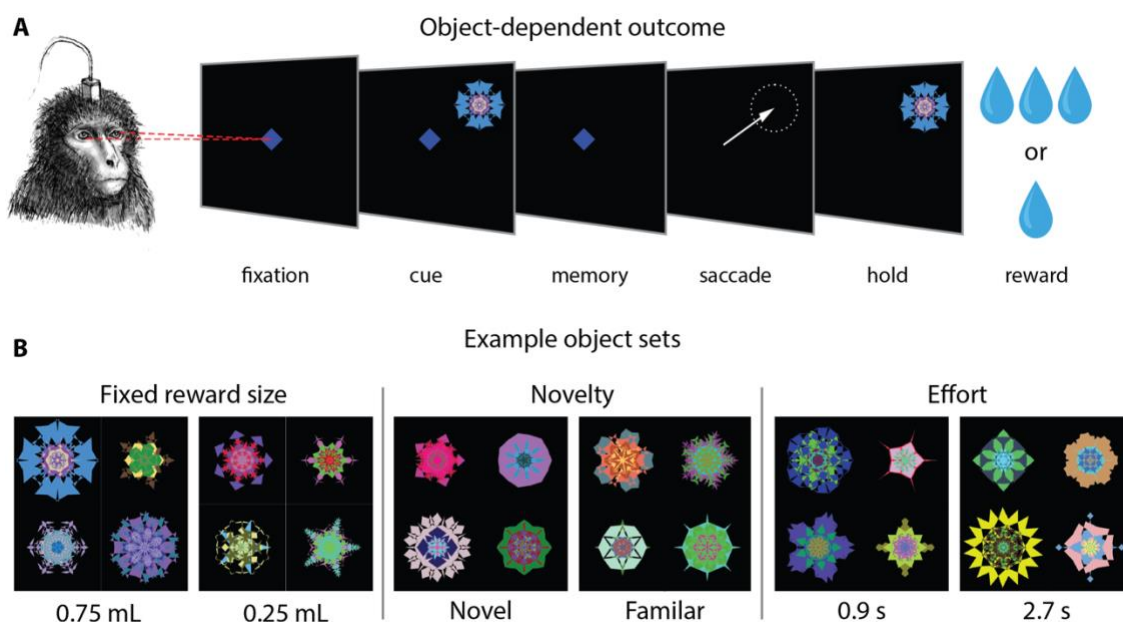 A
Object-dependent outcome
or
fixation cue memory saccade hold reward
B
Example object sets
Fixed reward size Novelty Effort
0.75 mL 0.25 mL Novel Familar 0.9 s 2.7 s